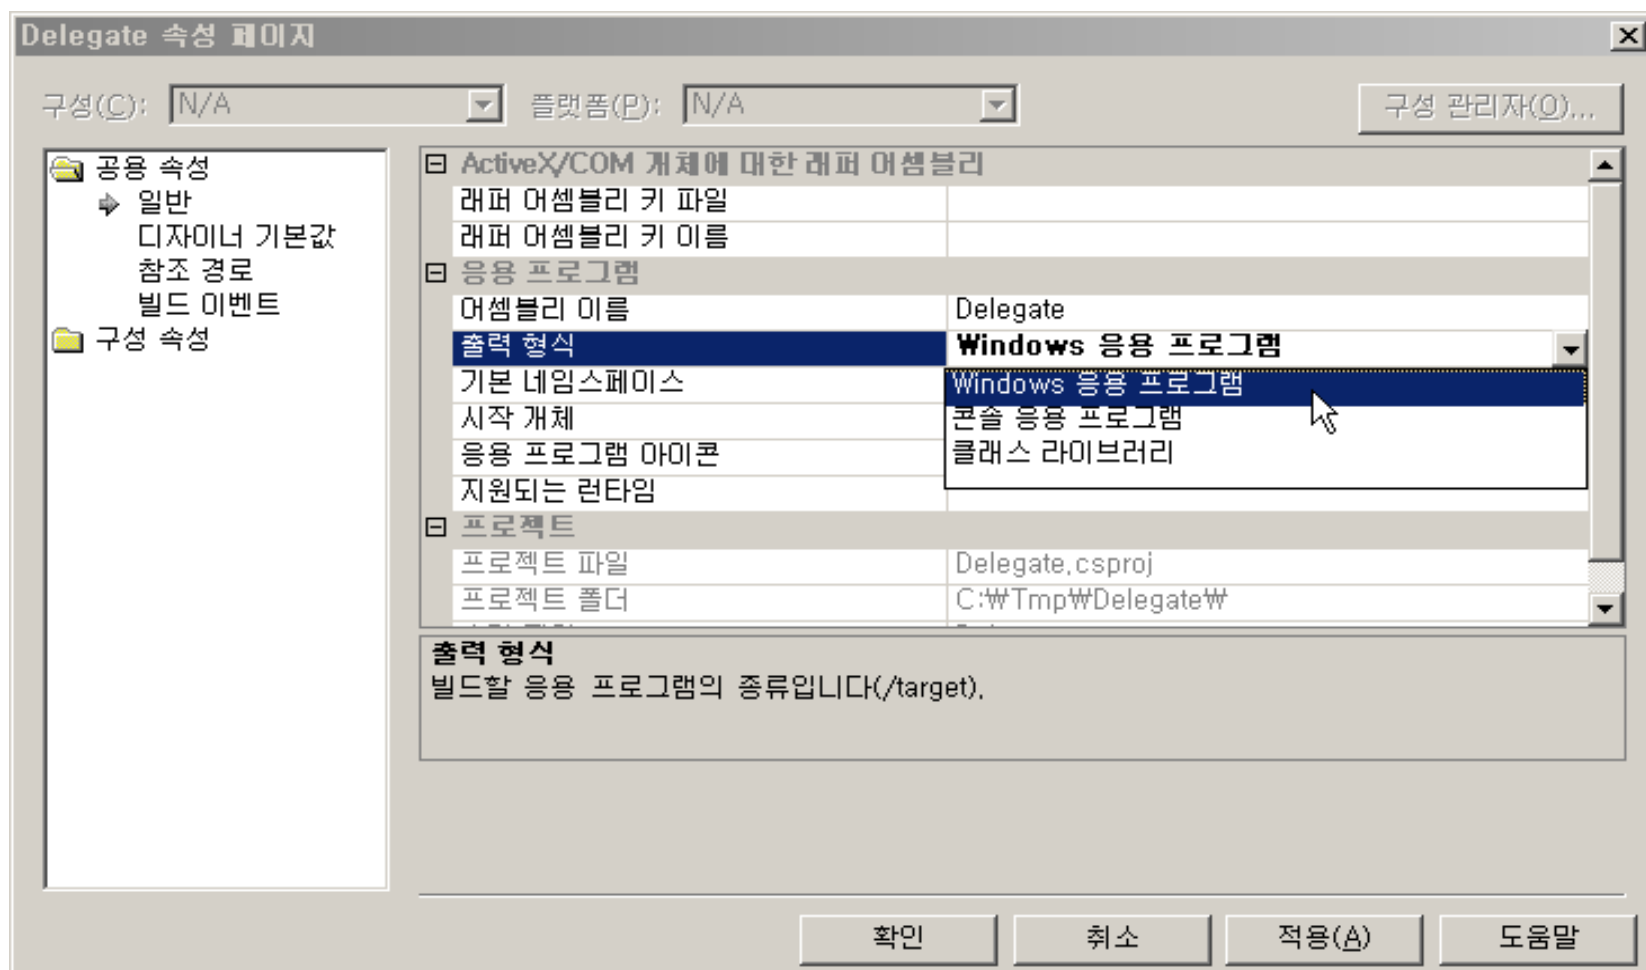 Delegate 속성 페이지
구성(C): N/A 플랫폼(P): N/A 구성 관리자(O)...
공용 속성
일반
디자이너 기본값
참조 경로
빌드 이벤트
구성 속성
ActiveX/COM 개체에 대한 래퍼 어셈블리
래퍼 어셈블리 키 파일
래퍼 어셈블리 키 이름
응용 프로그램
어셈블리 이름 Delegate
출력 형식 Windows 응용 프로그램
기본 네임스페이스 Windows 응용 프로그램
시작 개체 콘솔 응용 프로그램
응용 프로그램 아이콘 클래스 라이브러리
지원되는 런타임
프로젝트
프로젝트 파일 Delegate.csproj
프로젝트 폴더 C:₩Tmp₩Delegate₩
출력 형식
빌드할 응용 프로그램의 종류입니다(/target).
확인 취소 적용(A) 도움말